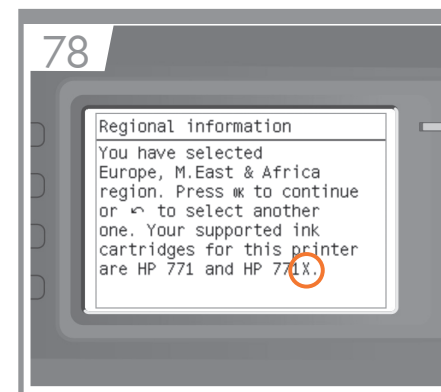 78
Regional information
You have selected
Europe, M.East & Africa
region. Press OK to continue
or ↶ to select another
one. Your supported ink
cartridges for this printer
are HP 771 and HP 771X.